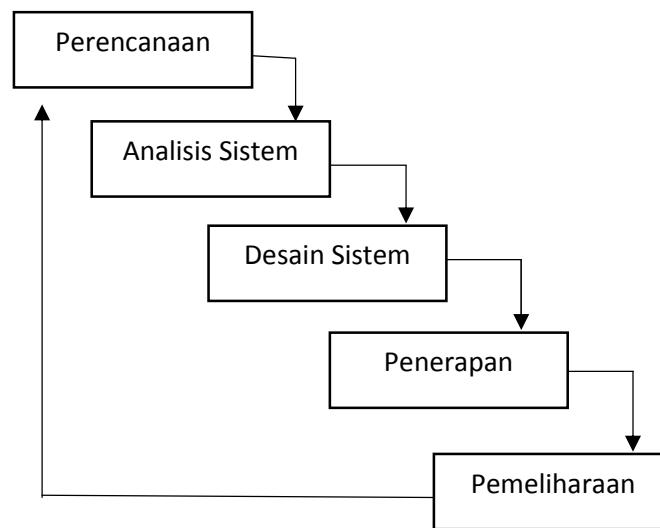 Perencanaan
Analisis Sistem
Desain Sistem
Penerapan
Pemeliharaan